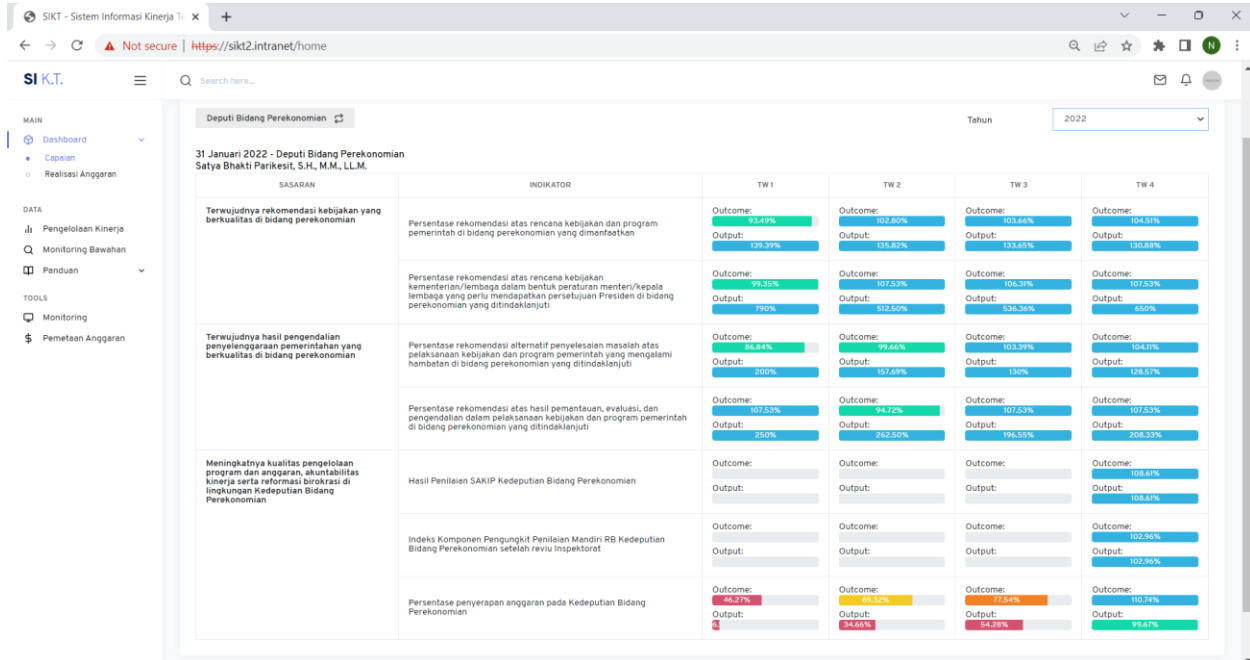 SIKT - Sistem Informasi Kinerja Te
Not secure | https://sikt2.intranet/home
N
SI K.T.
Search here...
MAIN
Dashboard
Capaian
Realisasi Anggaran
DATA
Pengelolaan Kinerja
Monitoring Bawahan
Panduan
TOOLS
Monitoring
Pemetaan Anggaran
Deputi Bidang Perekonomian
Tahun
2022
31 Januari 2022 - Deputi Bidang Perekonomian
Satya Bhakti Parikesit, S.H., M.M., LL.M.
SASARAN INDIKATOR TW 1 TW 2 TW 3 TW 4
Terwujudnya rekomendasi kebijakan yang
berkualitas di bidang perekonomian
Persentase rekomendasi atas rencana kebijakan dan program
pemerintah di bidang perekonomian yang dimanfaatkan
Outcome: Outcome: Outcome: Outcome:
93.49% 102.80% 103.66% 104.51%
Output: Output: Output: Output:
139.39% 135.82% 133.65% 130.88%
Persentase rekomendasi atas rencana kebijakan
kementerian/lembaga dalam bentuk peraturan menteri/kepala
lembaga yang perlu mendapatkan persetujuan Presiden di bidang
perekonomian yang ditindaklanjuti
Outcome: Outcome: Outcome: Outcome:
99.35% 107.53% 106.31% 107.53%
Output: Output: Output: Output:
790% 512.50% 536.36% 650%
Terwujudnya hasil pengendalian
penyelenggaraan pemerintahan yang
berkualitas di bidang perekonomian
Persentase rekomendasi alternatif penyelesaian masalah atas
pelaksanaan kebijakan dan program pemerintah yang mengalami
hambatan di bidang perekonomian yang ditindaklanjuti
Outcome: Outcome: Outcome: Outcome:
86.84% 99.66% 103.39% 104.11%
Output: Output: Output: Output:
200% 157.69% 130% 128.57%
Persentase rekomendasi atas hasil pemantauan, evaluasi, dan
pengendalian dalam pelaksanaan kebijakan dan program pemerintah
di bidang perekonomian yang ditindaklanjuti
Outcome: Outcome: Outcome: Outcome:
107.53% 94.72% 107.53% 107.53%
Output: Output: Output: Output:
250% 262.50% 196.55% 208.33%
Meningkatnya kualitas pengelolaan
program dan anggaran, akuntabilitas
kinerja serta reformasi birokrasi di
lingkungan Kedeputian Bidang
Perekonomian
Hasil Penilaian SAKIP Kedeputian Bidang Perekonomian
Outcome: Outcome: Outcome: Outcome:
108.61%
Output: Output: Output: Output:
108.61%
Indeks Komponen Pengungkit Penilaian Mandiri RB Kedeputian
Bidang Perekonomian setelah reviu Inspektorat
Outcome: Outcome: Outcome: Outcome:
102.96%
Output: Output: Output: Output:
102.96%
Persentase penyerapan anggaran pada Kedeputian Bidang
Perekonomian
Outcome: Outcome: Outcome: Outcome:
46.27% 69.32% 77.54% 110.74%
Output: Output: Output: Output:
6. 34.66% 54.28% 99.67%